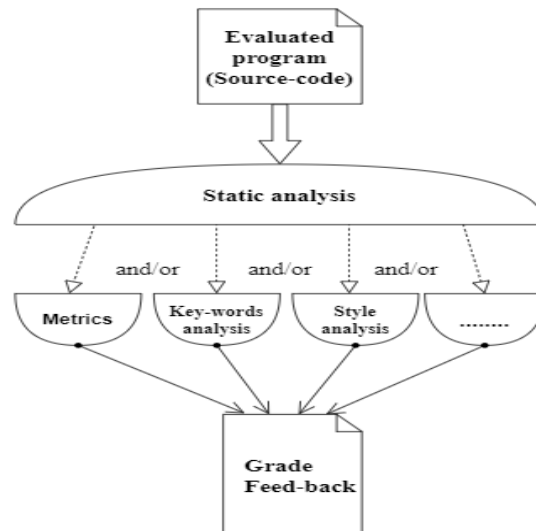 Evaluated
program
(Source-code)
Static analysis
and/or and/or and/or
Metrics
Key-words
analysis
Style
analysis
.........
Grade
Feed-back